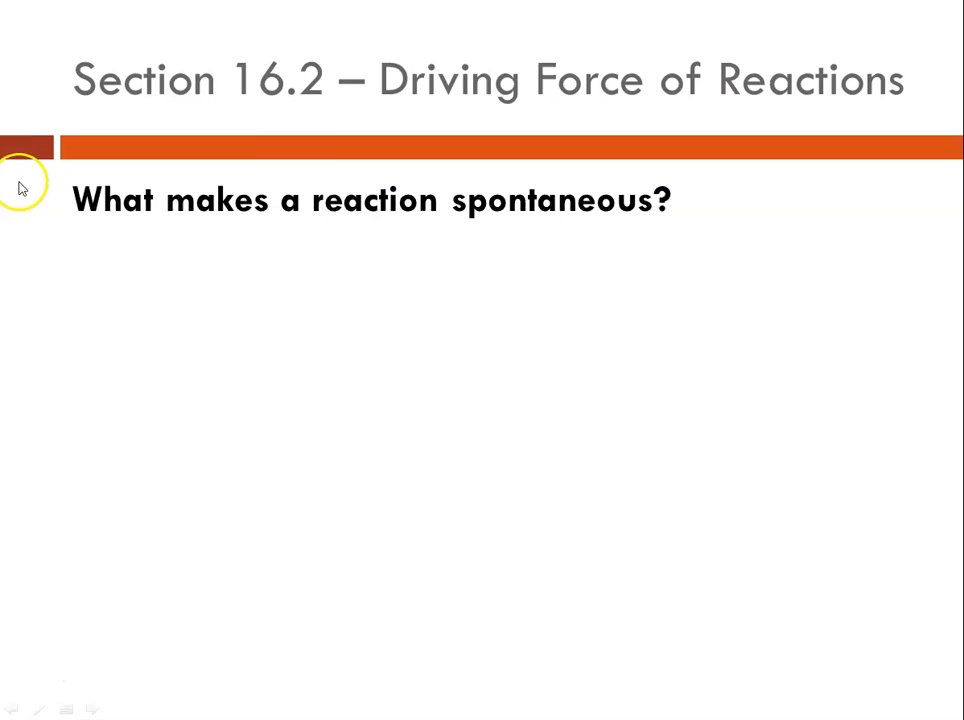 Section 16.2 – Driving Force of Reactions
What makes a reaction spontaneous?